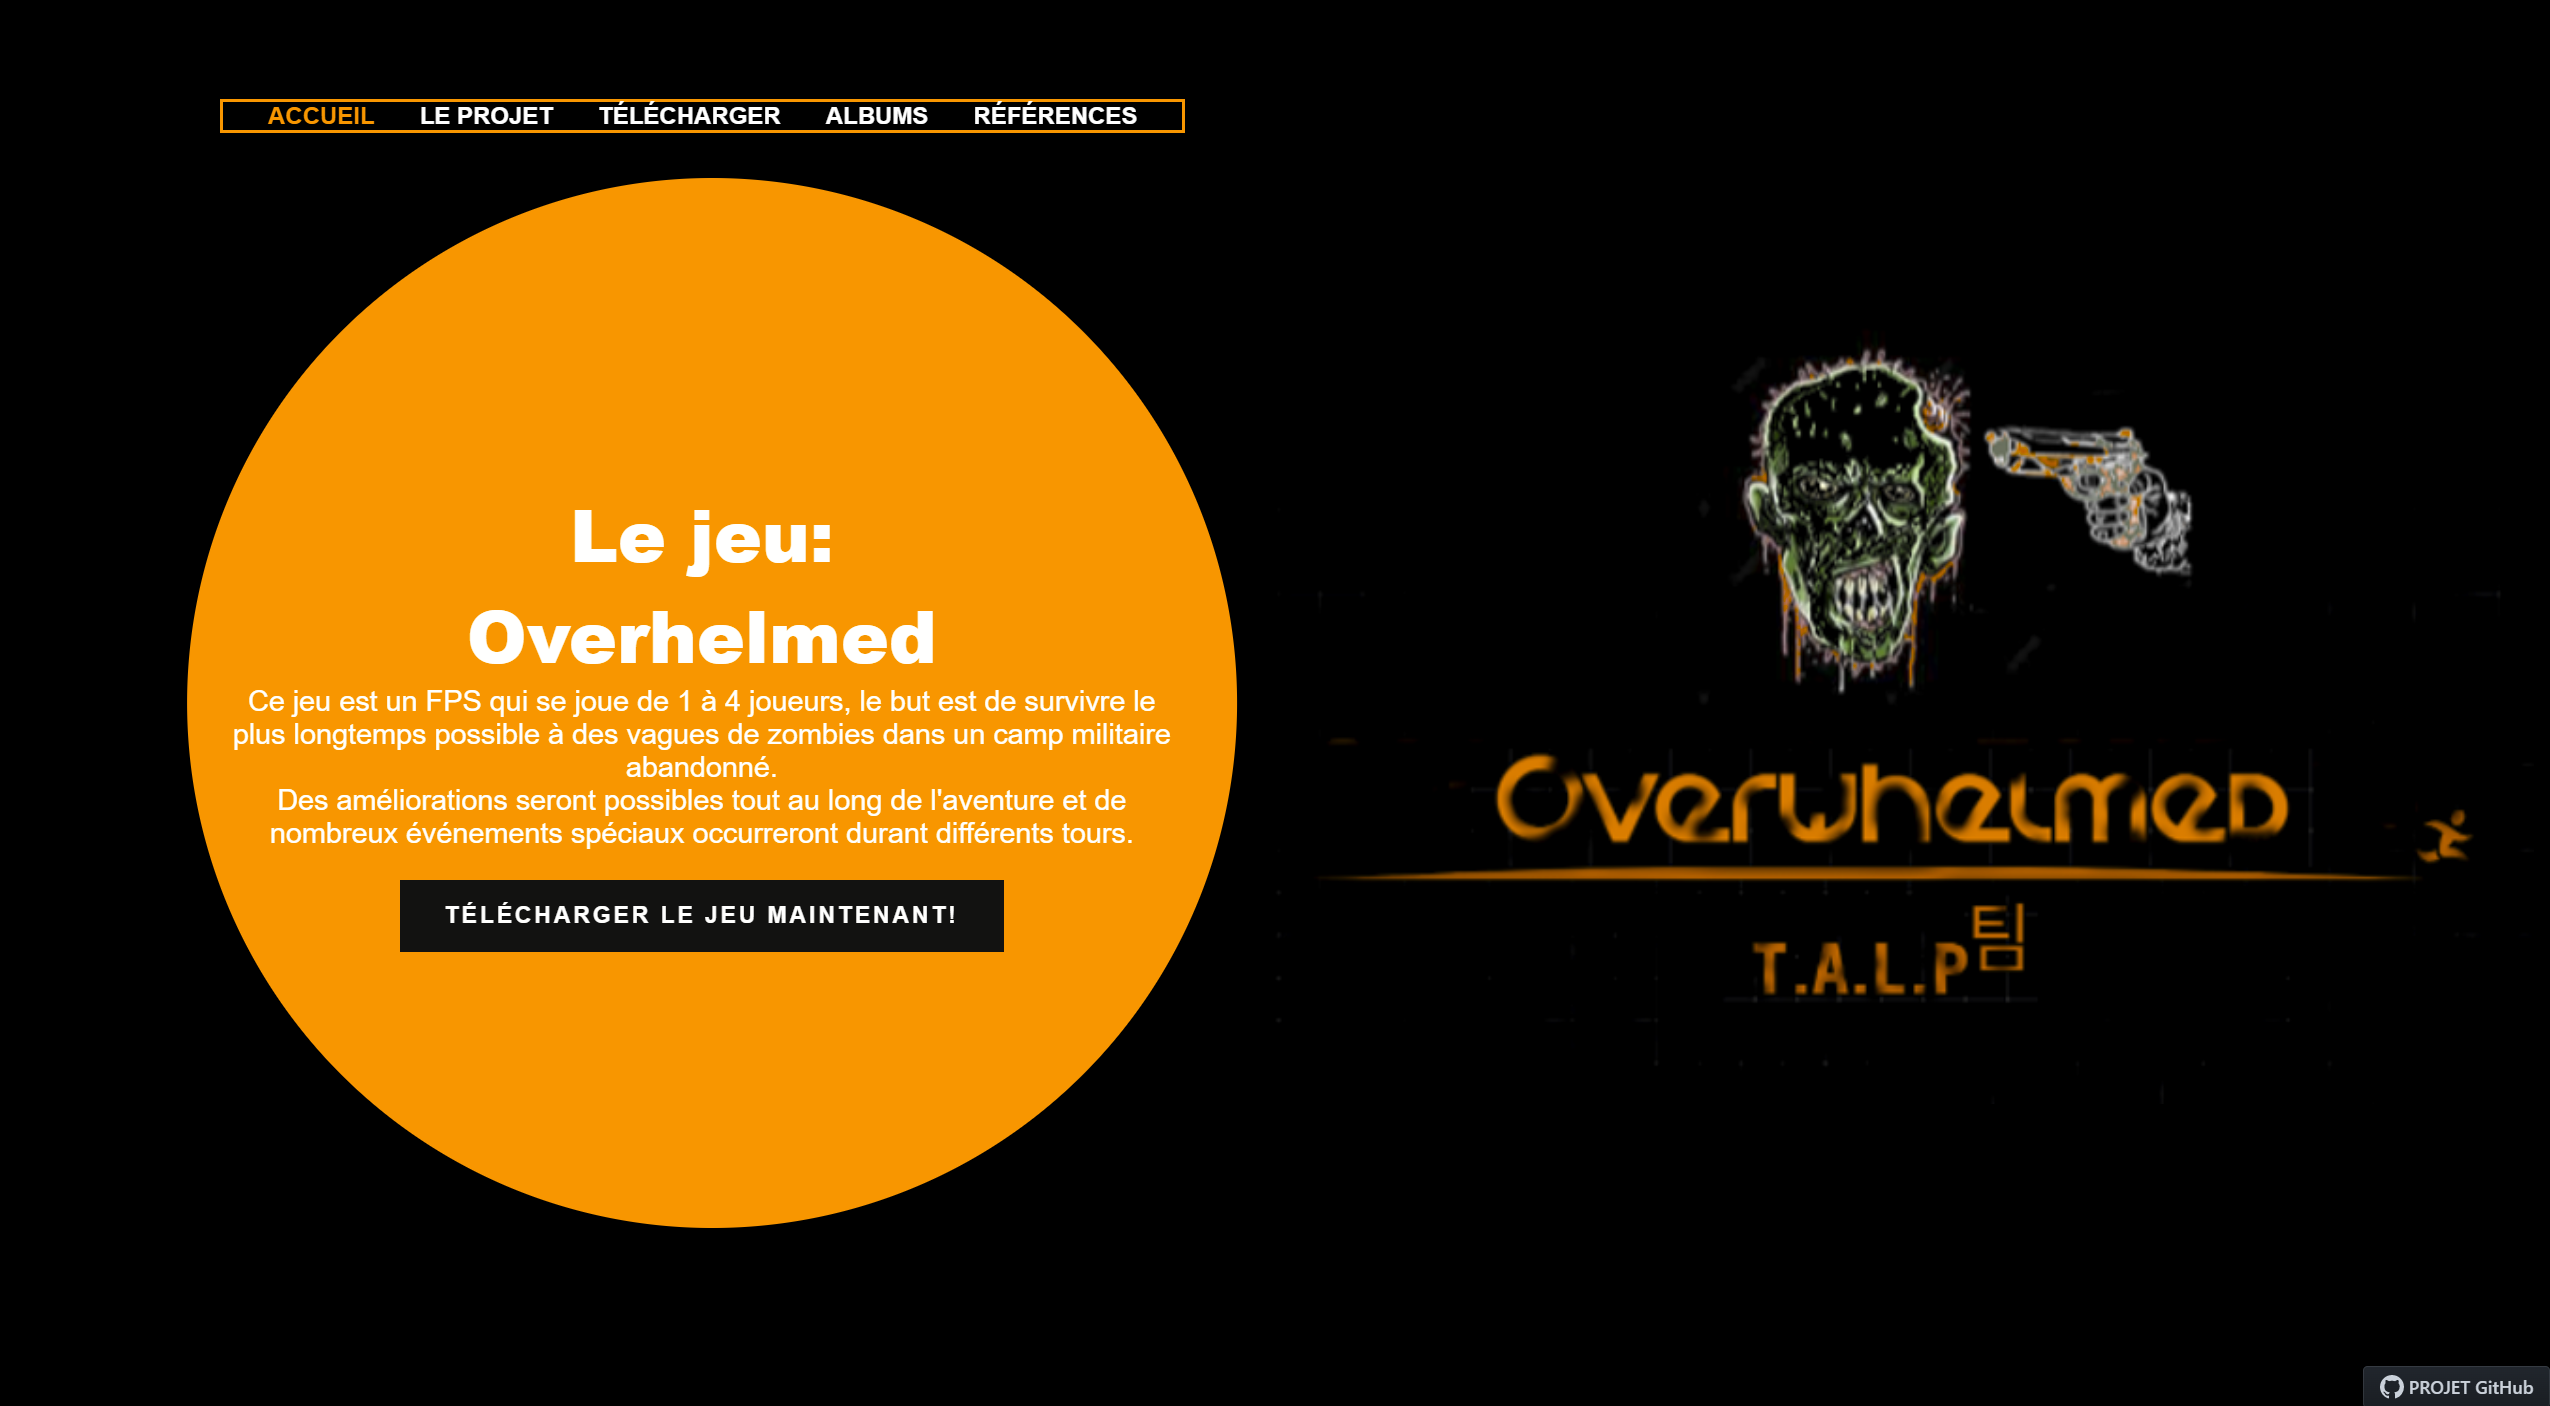 ACCUEIL LE PROJET TÉLÉCHARGER ALBUMS RÉFÉRENCES
Le jeu:
Overhelmed
Ce jeu est un FPS qui se joue de 1 à 4 joueurs, le but est de survivre le
plus longtemps possible à des vagues de zombies dans un camp militaire
abandonné.
Des améliorations seront possibles tout au long de l'aventure et de
nombreux événements spéciaux occurreront durant différents tours.
TÉLÉCHARGER LE JEU MAINTENANT!
Overwhelmed
T.A.L.P 팀
PROJET GitHub